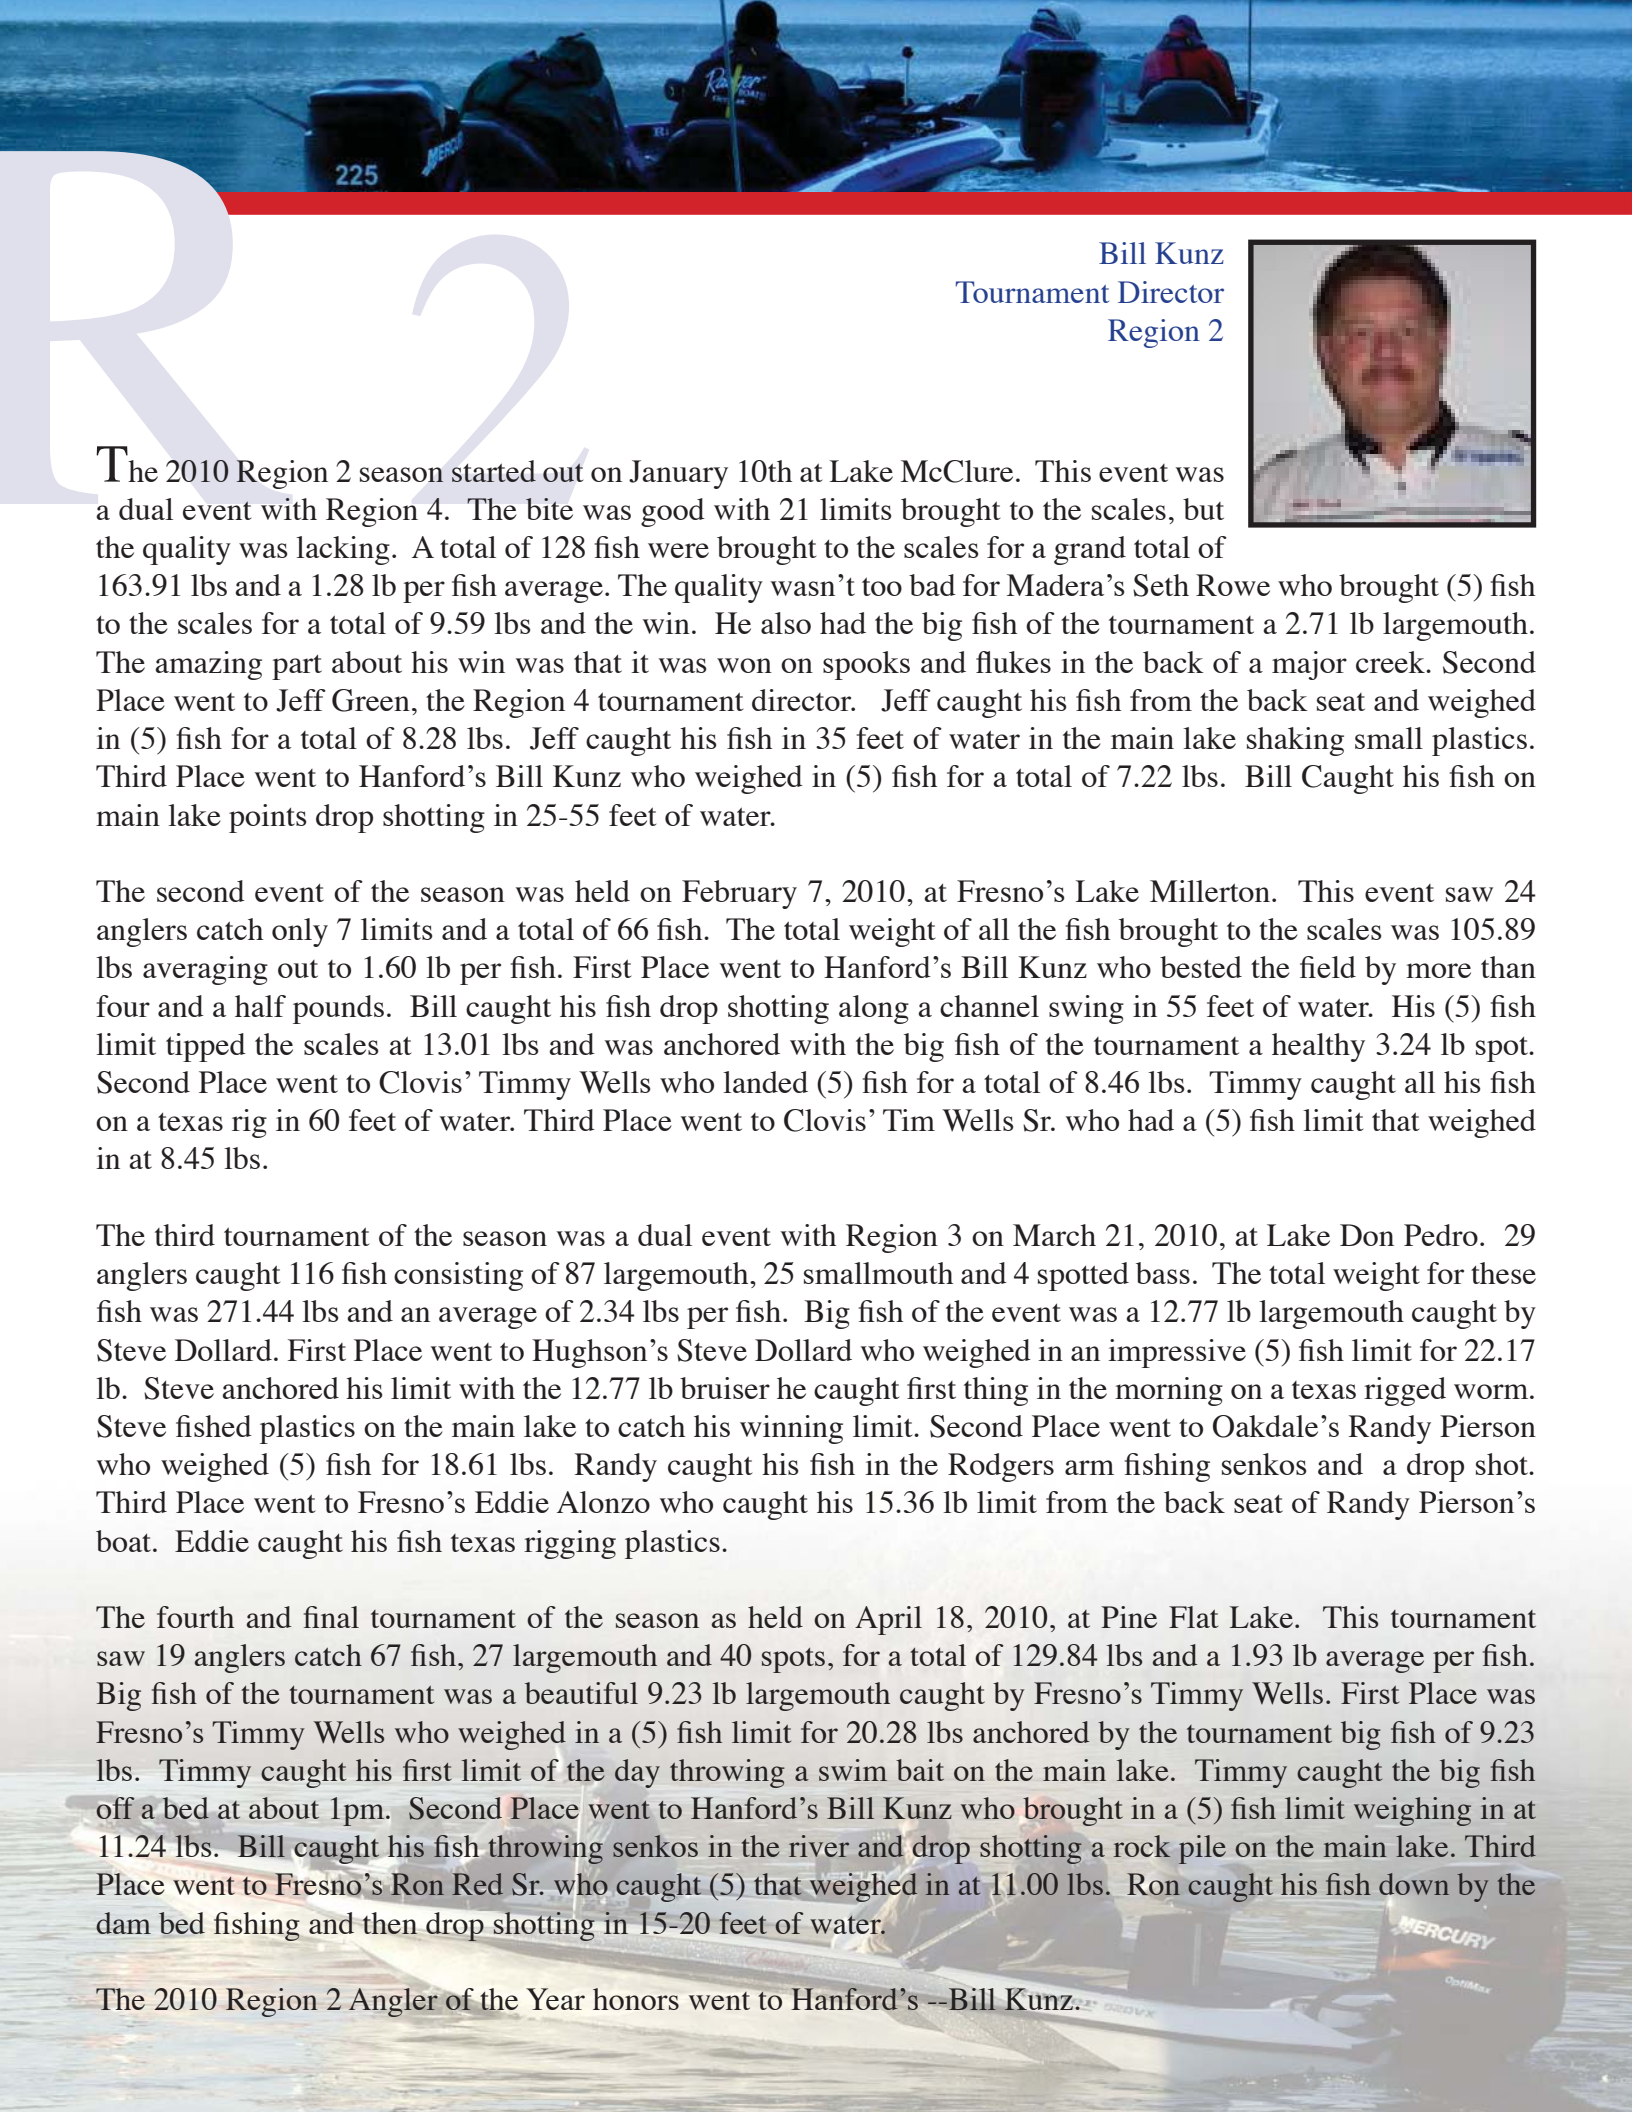 Ranger
BOATS
MERCURY
225
R 2
Bill Kunz
Tournament Director
Region 2
The 2010 Region 2 season started out on January 10th at Lake McClure.  This event was
a dual event with Region 4.  The bite was good with 21 limits brought to the scales, but
the quality was lacking.  A total of 128 fish were brought to the scales for a grand total of
163.91 lbs and a 1.28 lb per fish average. The quality wasn’t too bad for Madera’s Seth Rowe who brought (5) fish
to the scales for a total of 9.59 lbs and the win.  He also had the big fish of the tournament a 2.71 lb largemouth.
The amazing part about his win was that it was won on spooks and flukes in the back of a major creek. Second
Place went to Jeff Green, the Region 4 tournament director.   Jeff caught his fish from the back seat and weighed
in (5) fish for a total of 8.28 lbs.  Jeff caught his fish in 35 feet of water in the main lake shaking small plastics.
Third Place went to Hanford’s Bill Kunz who weighed in (5) fish for a total of 7.22 lbs.  Bill Caught his fish on
main lake points drop shotting in 25-55 feet of water.
The second event of the season was held on February 7, 2010, at Fresno’s Lake Millerton.  This event saw 24
anglers catch only 7 limits and a total of 66 fish.  The total weight of all the fish brought to the scales was 105.89
lbs averaging out to 1.60 lb per fish. First Place went to Hanford’s Bill Kunz who bested the field by more than
four and a half pounds.  Bill caught his fish drop shotting along a channel swing in 55 feet of water.  His (5) fish
limit tipped the scales at 13.01 lbs and was anchored with the big fish of the tournament a healthy 3.24 lb spot.
Second Place went to Clovis’ Timmy Wells who landed (5) fish for a total of 8.46 lbs.  Timmy caught all his fish
on a texas rig in 60 feet of water. Third Place went to Clovis’ Tim Wells Sr. who had a (5) fish limit that weighed
in at 8.45 lbs.
The third tournament of the season was a dual event with Region 3 on March 21, 2010, at Lake Don Pedro.  29
anglers caught 116 fish consisting of 87 largemouth, 25 smallmouth and 4 spotted bass.  The total weight for these
fish was 271.44 lbs and an average of 2.34 lbs per fish.  Big fish of the event was a 12.77 lb largemouth caught by
Steve Dollard. First Place went to Hughson’s Steve Dollard who weighed in an impressive (5) fish limit for 22.17
lb.  Steve anchored his limit with the 12.77 lb bruiser he caught first thing in the morning on a texas rigged worm.
Steve fished plastics on the main lake to catch his winning limit. Second Place went to Oakdale’s Randy Pierson
who weighed (5) fish for 18.61 lbs.  Randy caught his fish in the Rodgers arm fishing senkos and  a drop shot.
Third Place went to Fresno’s Eddie Alonzo who caught his 15.36 lb limit from the back seat of Randy Pierson’s
boat.  Eddie caught his fish texas rigging plastics.
The fourth and final tournament of the season as held on April 18, 2010, at Pine Flat Lake.  This tournament
saw 19 anglers catch 67 fish, 27 largemouth and 40 spots, for a total of 129.84 lbs and a 1.93 lb average per fish.
Big fish of the tournament was a beautiful 9.23 lb largemouth caught by Fresno’s Timmy Wells. First Place was
Fresno’s Timmy Wells who weighed in a (5) fish limit for 20.28 lbs anchored by the tournament big fish of 9.23
lbs.  Timmy caught his first limit of the day throwing a swim bait on the main lake.  Timmy caught the big fish
off a bed at about 1pm.  Second Place went to Hanford’s Bill Kunz who brought in a (5) fish limit weighing in at
11.24 lbs.  Bill caught his fish throwing senkos in the river and drop shotting a rock pile on the main lake. Third
Place went to Fresno’s Ron Red Sr. who caught (5) that weighed in at 11.00 lbs.  Ron caught his fish down by the
dam bed fishing and then drop shotting in 15-20 feet of water.
MERCURY
OptiMax
The 2010 Region 2 Angler of the Year honors went to Hanford’s --Bill Kunz.
520VX